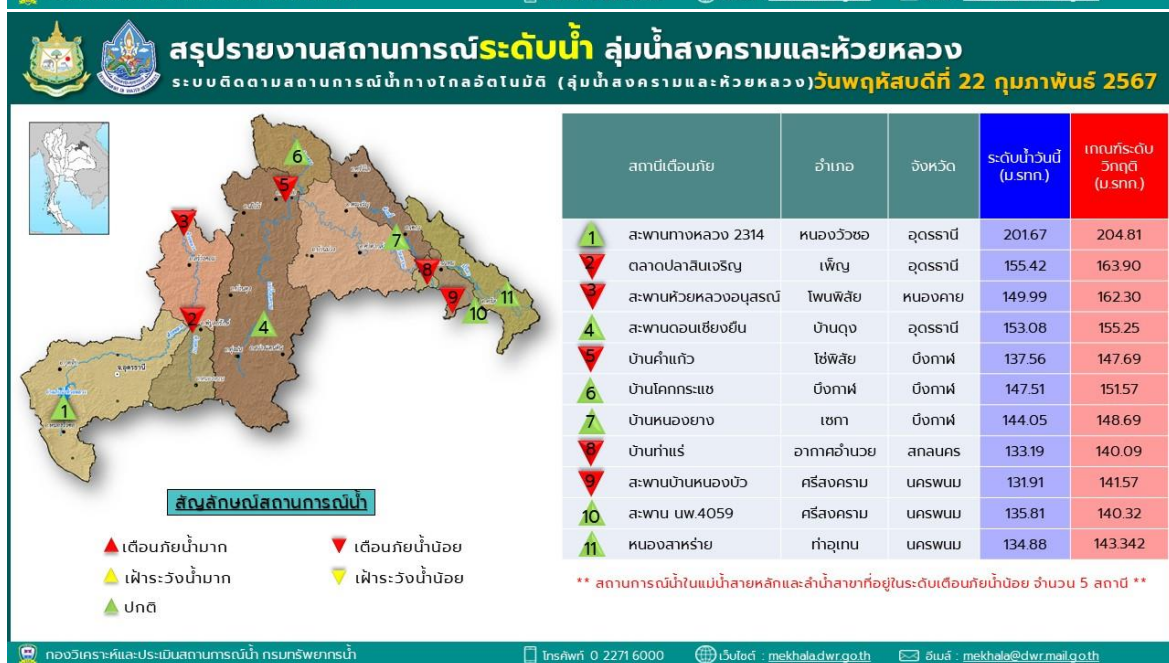 สรุปรายงานสถานการณ์ระดับน้ำ ลุ่มน้ำสงครามและห้วยหลวง
ระบบติดตามสถานการณ์น้ำทางไกลอัตโนมัติ (ลุ่มน้ำสงครามและห้วยหลวง)วันพฤหัสบดีที่ 22 กุมภาพันธ์ 2567
สถานีเตือนภัย อำเภอ จังหวัด ระดับน้ำวันนี้ (ม.รทก.) เกณฑ์ระดับวิกฤติ (ม.รทก.)
1 สะพานทางหลวง 2314 หนองวัวซอ อุดรธานี 201.67 204.81
2 ตลาดปลาสินเจริญ เพ็ญ อุดรธานี 155.42 163.90
3 สะพานห้วยหลวงอนุสรณ์ โพนพิสัย หนองคาย 149.99 162.30
4 สะพานดอนเชียงยืน บ้านดุง อุดรธานี 153.08 155.25
5 บ้านคำแก้ว โซ่พิสัย บึงกาฬ 137.56 147.69
6 บ้านโคกกระแซ บึงกาฬ บึงกาฬ 147.51 151.57
7 บ้านหนองยาง เซกา บึงกาฬ 144.05 148.69
8 บ้านท่าแร่ อากาศอำนวย สกลนคร 133.19 140.09
9 สะพานบ้านหนองบัว ศรีสงคราม นครพนม 131.91 141.57
10 สะพาน นพ.4059 ศรีสงคราม นครพนม 135.81 140.32
11 หนองสาหร่าย ท่าอุเทน นครพนม 134.88 143.342
6
5
3
7
8
9
11
10
2
4
อ.อุดรธานี
1
สัญลักษณ์สถานการณ์น้ำ
เตือนภัยน้ำมาก เตือนภัยน้ำน้อย
เฝ้าระวังน้ำมาก เฝ้าระวังน้ำน้อย
ปกติ
** สถานการณ์น้ำในแม่น้ำสายหลักและลำน้ำสาขาที่อยู่ในระดับเตือนภัยน้ำน้อย จำนวน 5 สถานี **
กองวิเคราะห์และประเมินสถานการณ์น้ำ กรมทรัพยากรน้ำ โทรศัพท์ 0 2271 6000 เว็บไซต์ : mekhala.dwr.go.th อีเมล์ : mekhala@dwr.mail.go.th